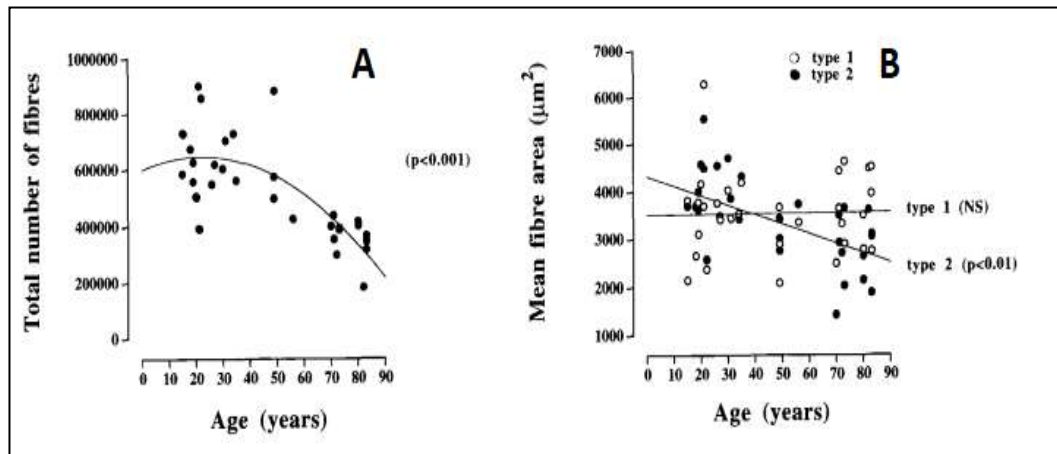 A
Total number of fibres
1000000
800000
600000
400000
200000
0
(p<0.001)
0 10 20 30 40 50 60 70 80 90
Age (years)
B
Mean fibre area (μm²)
7000
6000
5000
4000
3000
2000
1000
type 1
type 2
type 1 (NS)
type 2 (p<0.01)
0 10 20 30 40 50 60 70 80 90
Age (years)